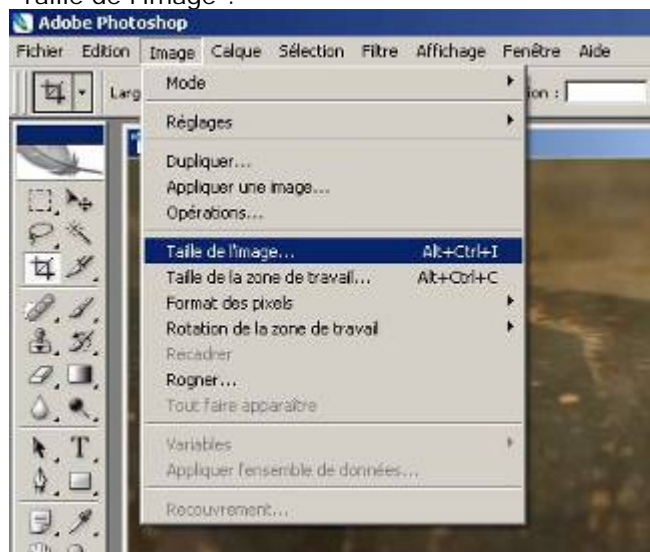 "Taille de l'image".
Adobe Photoshop
Fichier Edition Image Calque Sélection Filtre Affichage Fenêtre Aide
Larg
ion :
Mode
Réglages
Dupliquer...
Appliquer une image...
Opérations...
Taille de l'image... Alt+Ctrl+I
Taille de la zone de travail... Alt+Ctrl+C
Format des pixels
Rotation de la zone de travail
Recadrer
Rogner...
Tout faire apparaître
Variables
Appliquer l'ensemble de données...
Recouvrement...
T